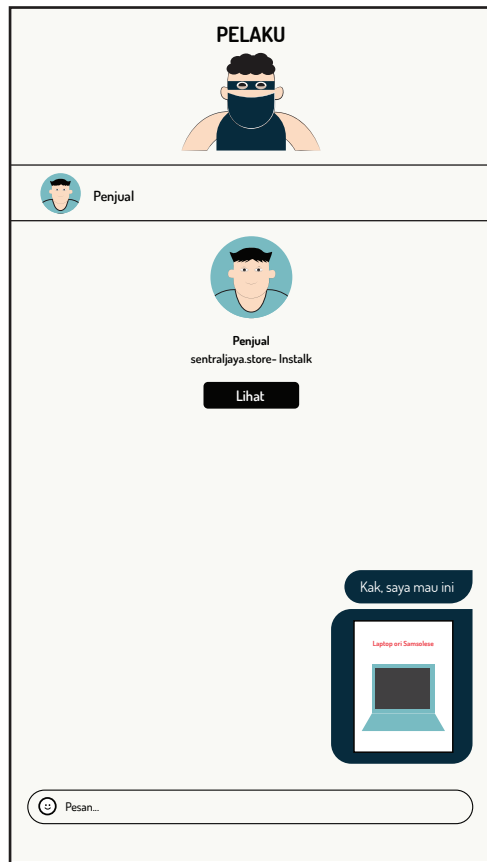 PELAKU
Penjual
Penjual
sentraljaya.store- Instalk
Lihat
Kak, saya mau ini
Laptop ori Samsolese
Pesan...